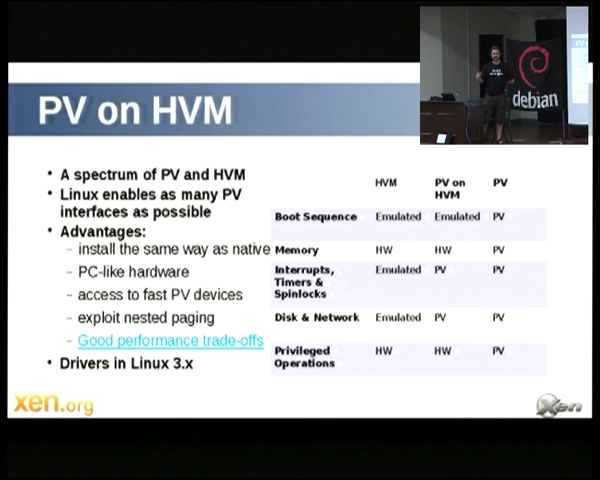 PV on HVM
A spectrum of PV and HVM
Linux enables as many PV
interfaces as possible
Advantages:
install the same way as native
PC-like hardware
access to fast PV devices
exploit nested paging
Good performance trade-offs
Drivers in Linux 3.x
HVM PV on HVM PV
Boot Sequence Emulated Emulated PV
Memory HW HW PV
Interrupts, Timers & Spinlocks Emulated PV PV
Disk & Network Emulated PV PV
Privileged Operations HW HW PV
xen.org
Xen
debian